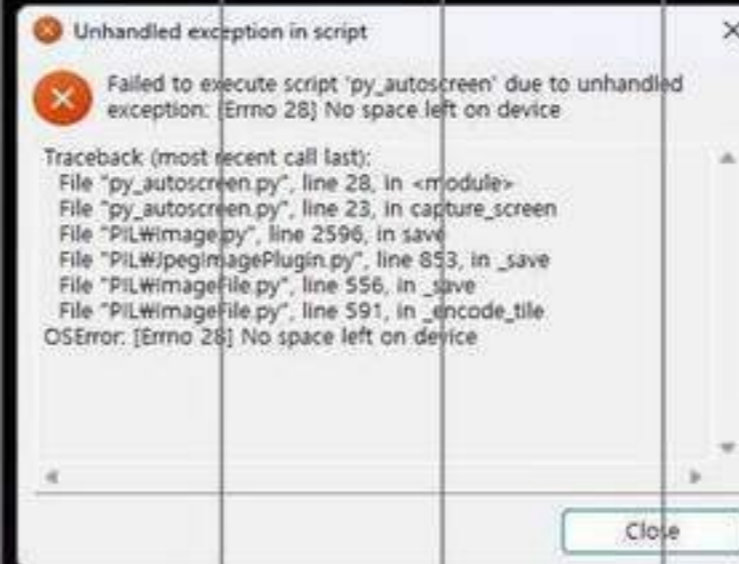 Unhandled exception in script
Failed to execute script 'py_autoscreen' due to unhandled
exception: [Errno 28] No space left on device
Traceback (most recent call last):
File "py_autoscreen.py", line 28, in <module>
File "py_autoscreen.py", line 23, in capture_screen
File "PIL₩Image.py", line 2596, in save
File "PIL₩JpegImagePlugin.py", line 853, in _save
File "PIL₩ImageFile.py", line 556, in _save
File "PIL₩ImageFile.py", line 591, in _encode_tile
OSError: [Errno 28] No space left on device
Close